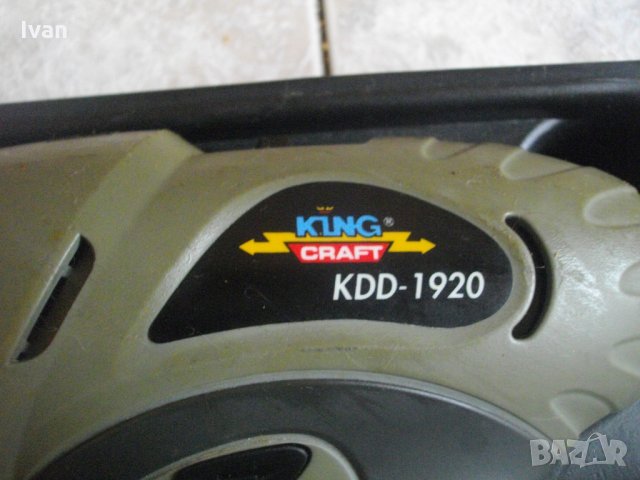 Ivan
KING®
CRAFT
KDD-1920
BAZAR